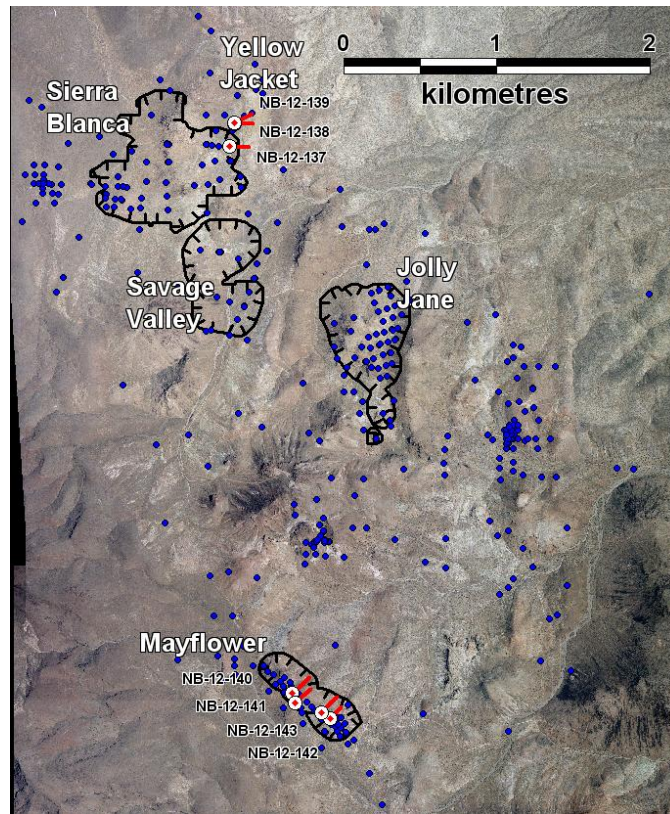 Yellow
Jacket
0 1 2
kilometres
Sierra
Blanca
NB-12-139
NB-12-138
NB-12-137
Savage
Valley
Jolly
Jane
Mayflower
NB-12-140
NB-12-141
NB-12-143
NB-12-142